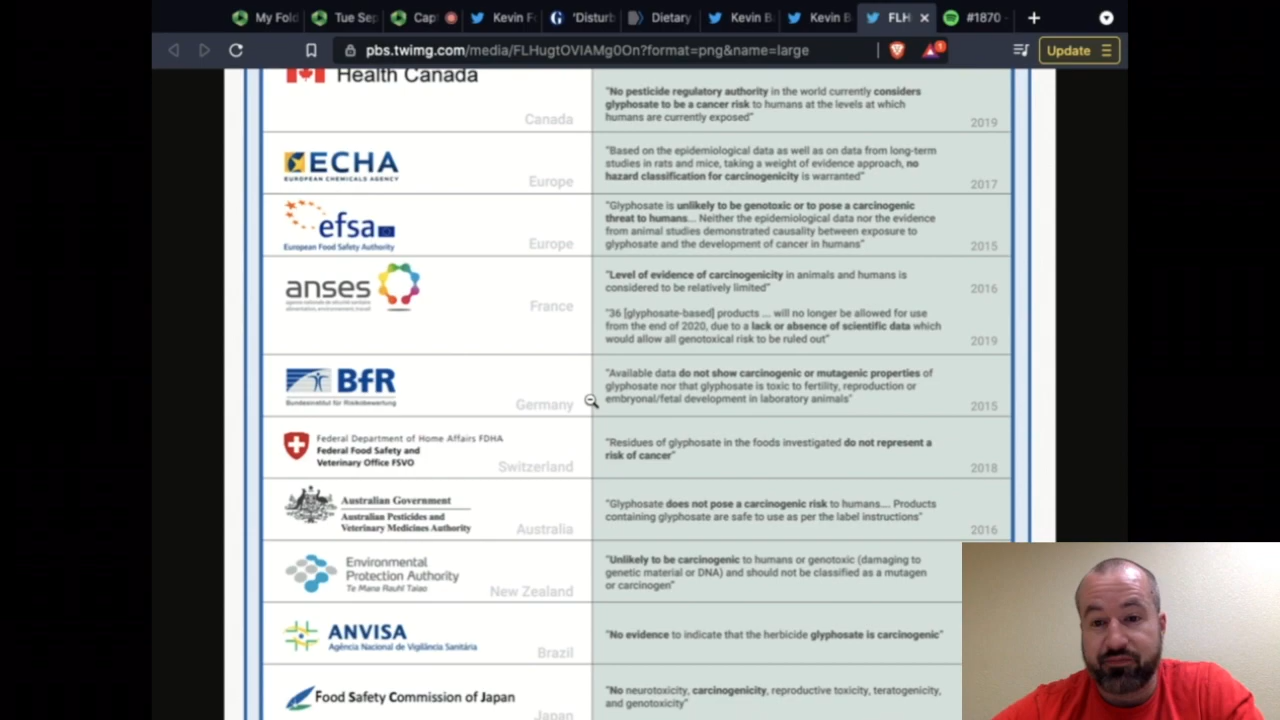 My Fold
Tue Sep
Cap
Kevin F
'Disturb
Dietary
Kevin B
Kevin B
FLH
#1870
pbs.twimg.com/media/FLHugtOVIAMg0On?format=png&name=large
1
Update
Health Canada
Canada
"No pesticide regulatory authority in the world currently considers
glyphosate to be a cancer risk to humans at the levels at which
humans are currently exposed"
2019
ECHA
EUROPEAN CHEMICALS AGENCY
Europe
"Based on the epidemiological data as well as on data from long-term
studies in rats and mice, taking a weight of evidence approach, no
hazard classification for carcinogenicity is warranted"
2017
efsa
European Food Safety Authority
Europe
"Glyphosate is unlikely to be genotoxic or to pose a carcinogenic
threat to humans... Neither the epidemiological data nor the evidence
from animal studies demonstrated causality between exposure to
glyphosate and the development of cancer in humans"
2015
anses
France
"Level of evidence of carcinogenicity in animals and humans is
considered to be relatively limited"
2016
"36 [glyphosate-based] products .... will no longer be allowed for use
from the end of 2020, due to a lack or absence of scientific data which
would allow all genotoxical risk to be ruled out"
2019
BfR
Bundesinstitut für Risikobewertung
Germany
"Available data do not show carcinogenic or mutagenic properties of
glyphosate nor that glyphosate is toxic to fertility, reproduction or
embryonal/fetal development in laboratory animals"
2015
Federal Department of Home Affairs FDHA
Federal Food Safety and
Veterinary Office FSVO
Switzerland
"Residues of glyphosate in the foods investigated do not represent a
risk of cancer"
2018
Australian Government
Australian Pesticides and
Veterinary Medicines Authority
Australia
"Glyphosate does not pose a carcinogenic risk to humans.... Products
containing glyphosate are safe to use as per the label instructions"
2016
Environmental
Protection Authority
Te Mana Rauhī Taiao
New Zealand
"Unlikely to be carcinogenic to humans or genotoxic (damaging to
genetic material or DNA) and should not be classified as a mutagen
or carcinogen"
ANVISA
Agência Nacional de Vigilância Sanitária
Brazil
"No evidence to indicate that the herbicide glyphosate is carcinogenic"
Food Safety Commission of Japan
Japan
"No neurotoxicity, carcinogenicity, reproductive toxicity, teratogenicity,
and genotoxicity"